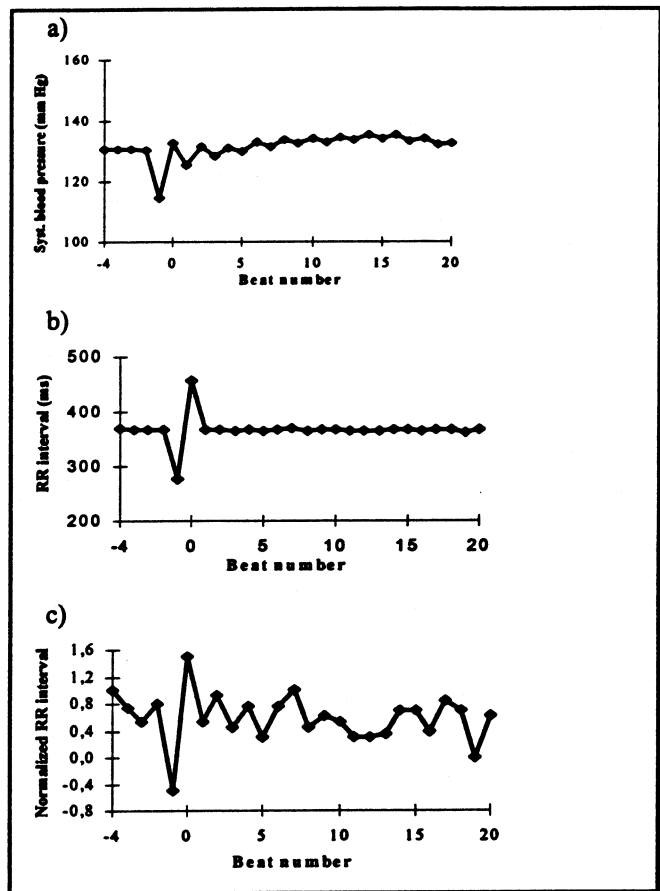 a)
160
140
120
100
Syst. blood pressure (mm Hg)
-4 0 5 10 15 20
Beat number
b)
500
400
300
200
RR interval (ms)
-4 0 5 10 15 20
Beat number
c)
1,6
1,2
0,8
0,4
0,0
-0,4
-0,8
Normalized RR interval
-4 0 5 10 15 20
Beat number